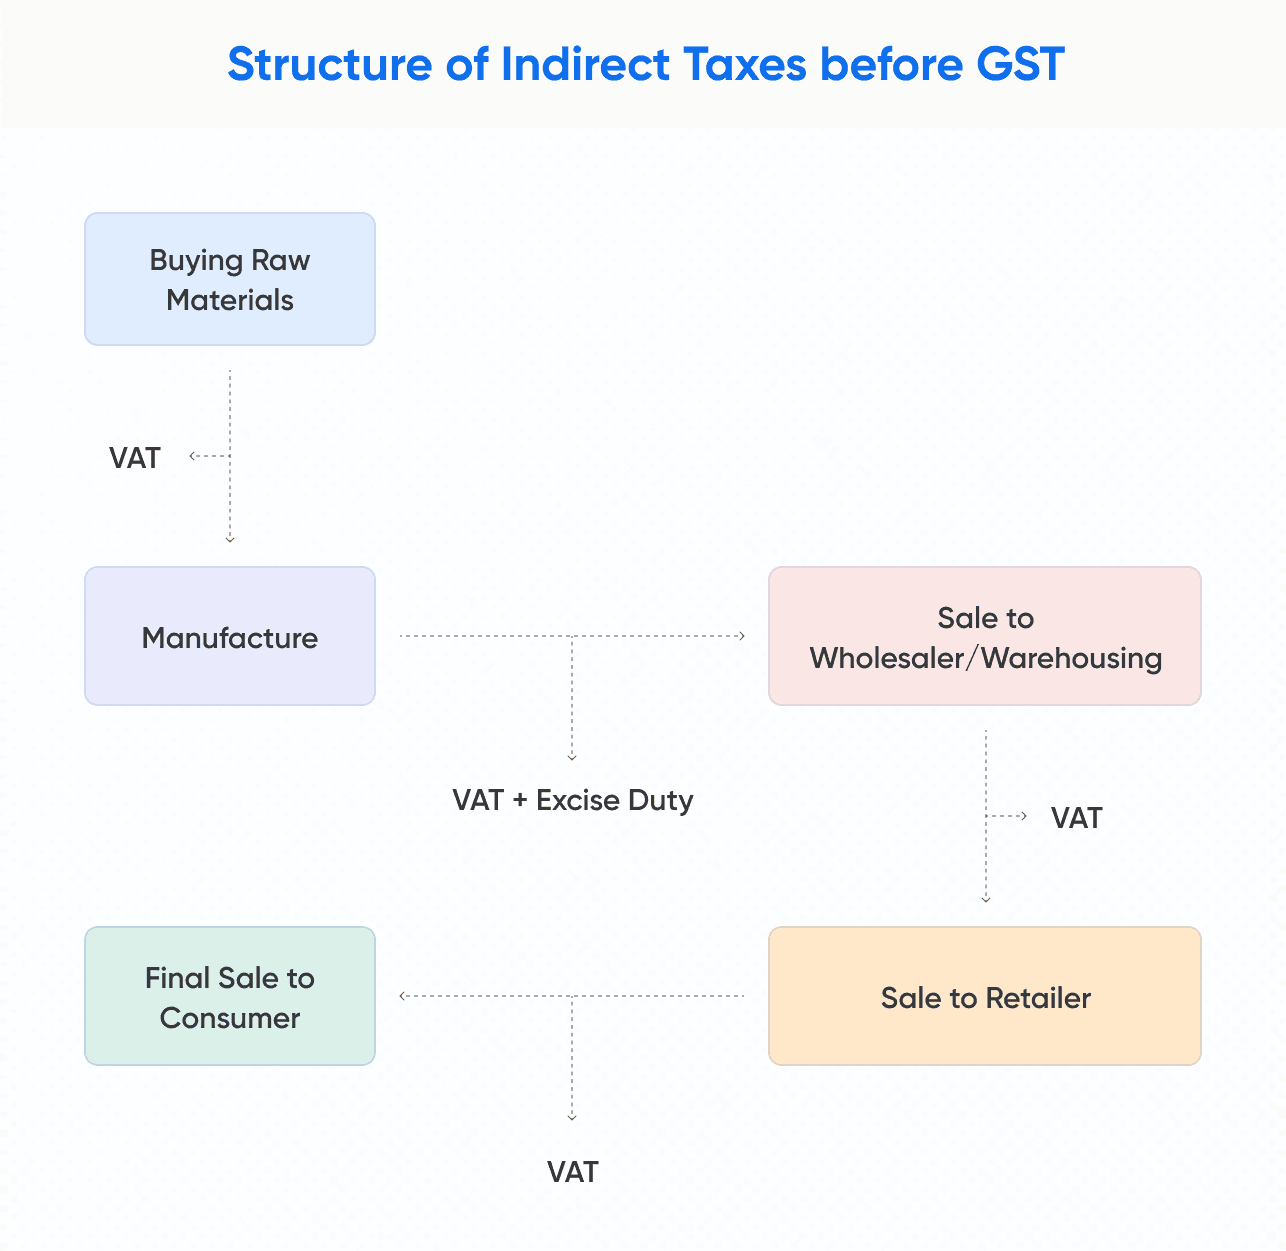 Structure of Indirect Taxes before GST
Buying Raw
Materials
VAT
Manufacture
Sale to
Wholesaler/Warehousing
VAT + Excise Duty
VAT
Final Sale to
Consumer
Sale to Retailer
VAT